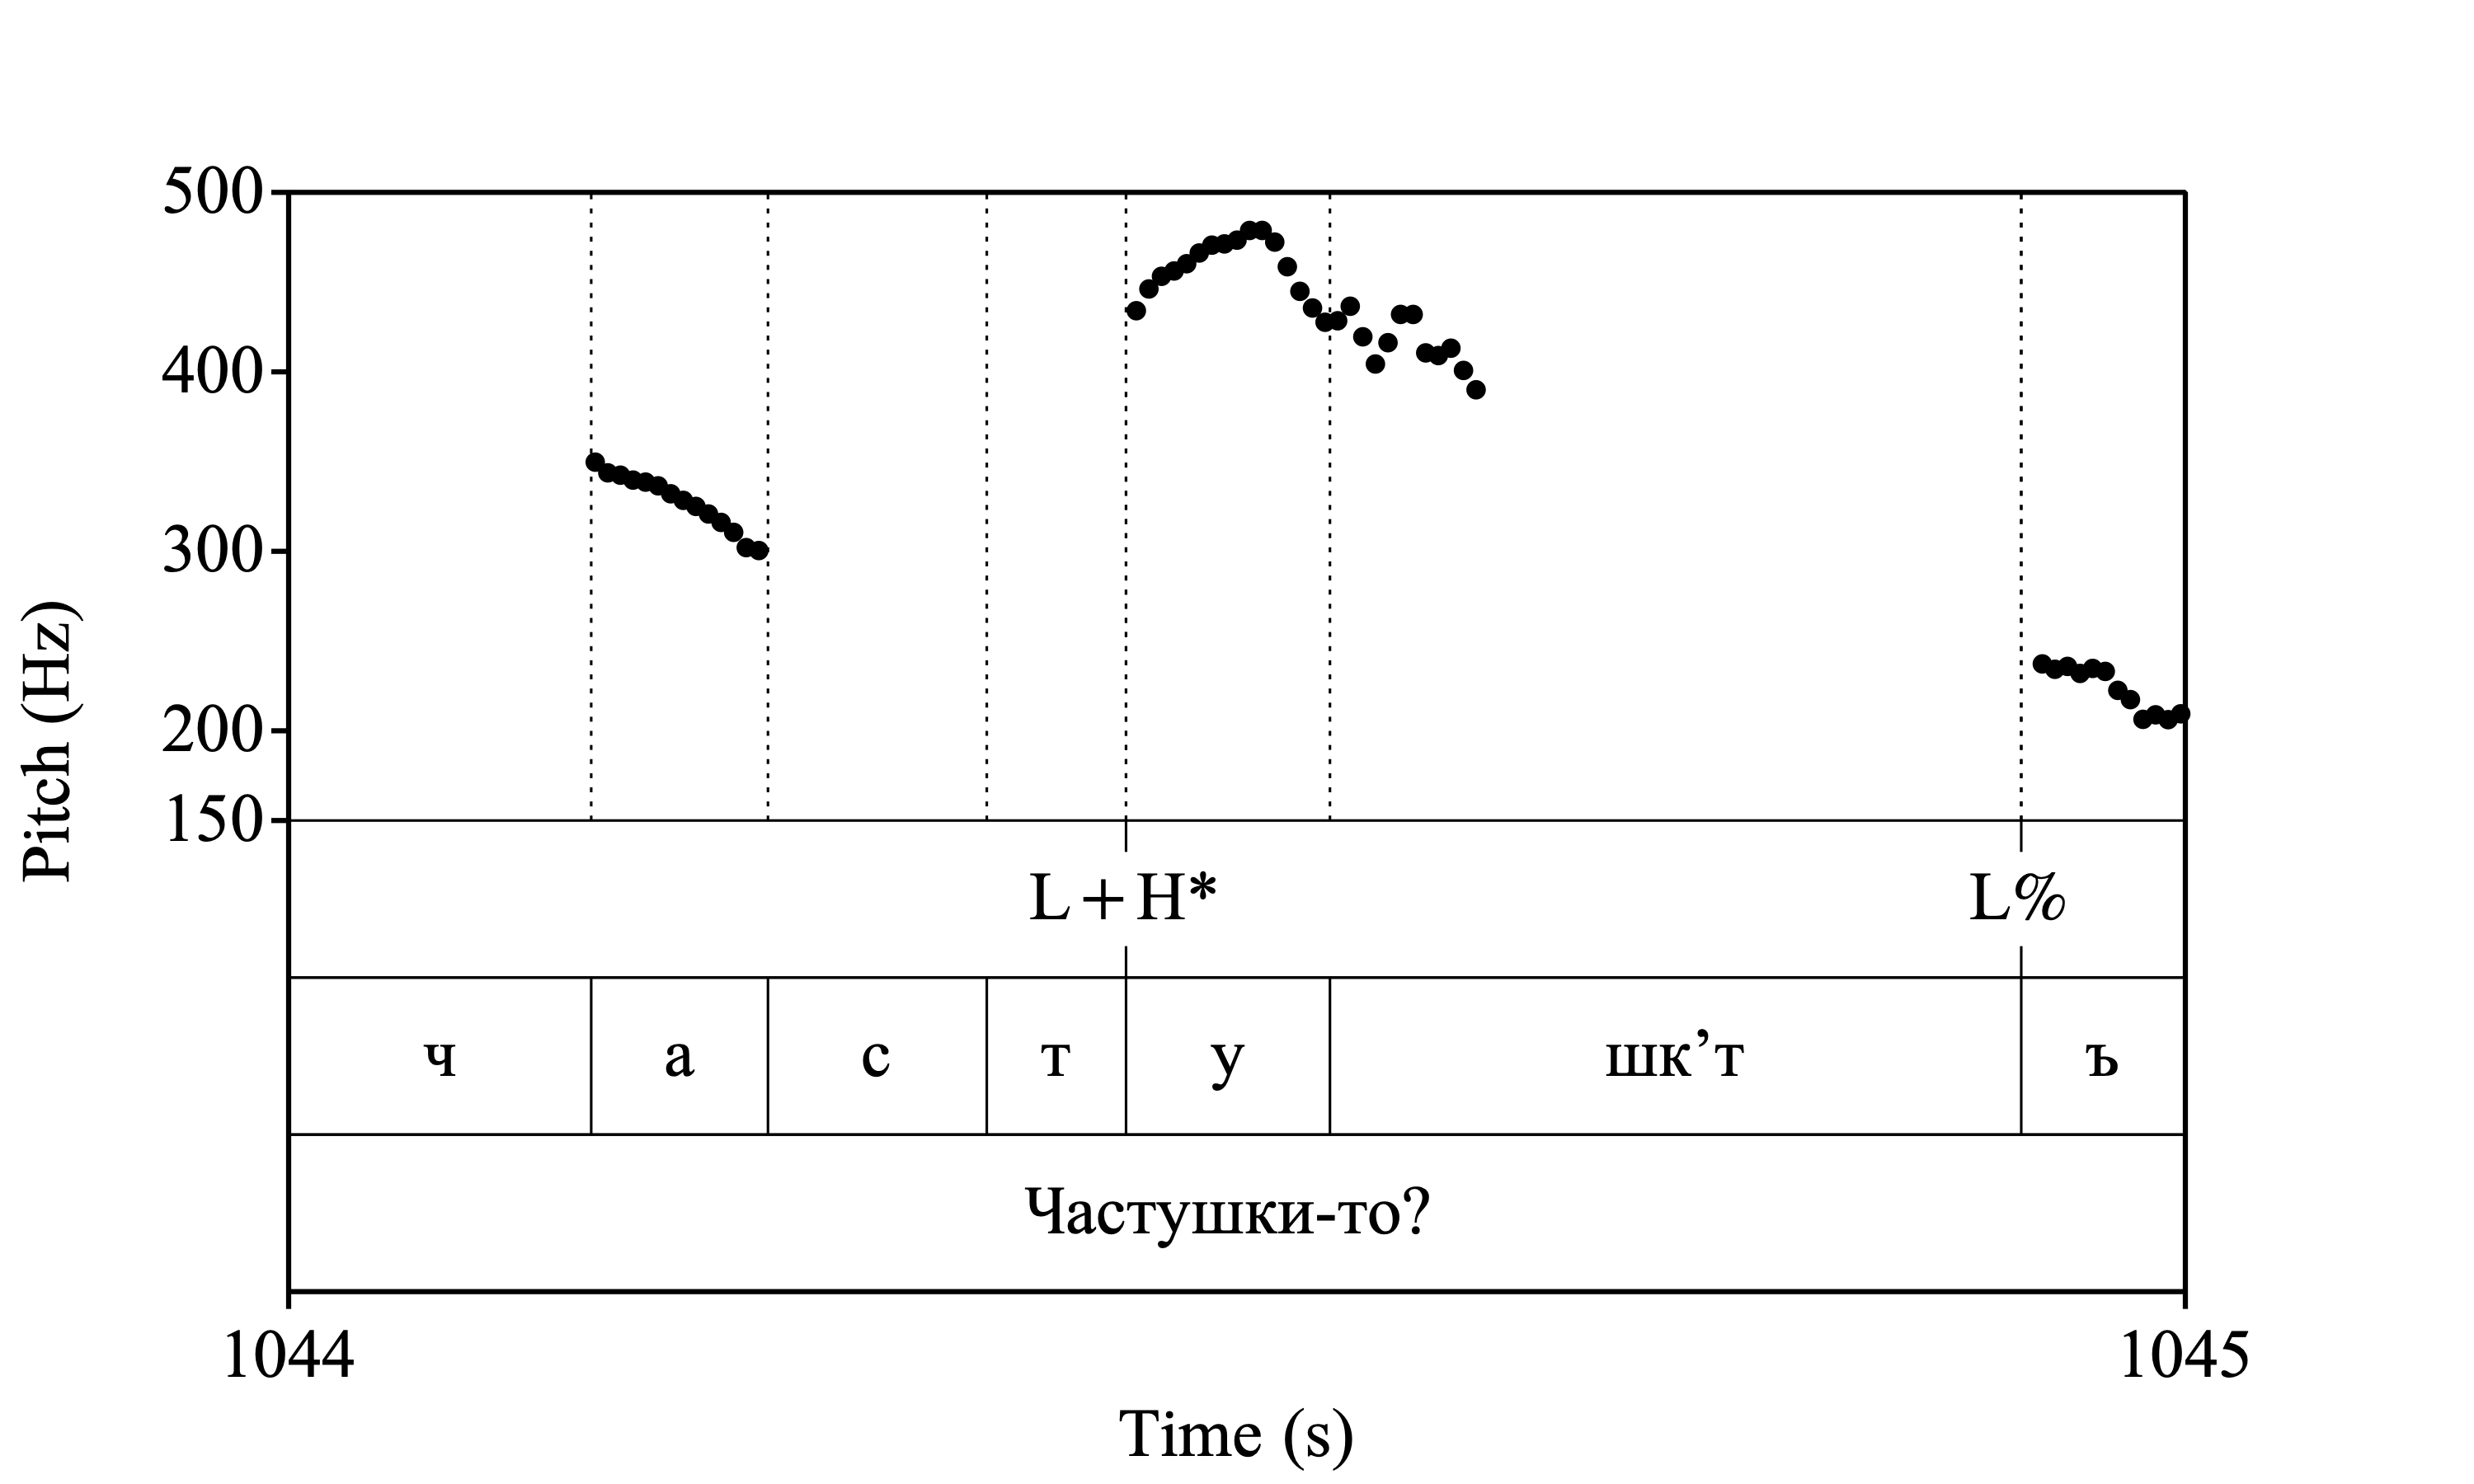 500
400
300
200
150
Pitch (Hz)
L+H* L%
ч а с т у шк’т ъ
Частушки-то?
1044 1045
Time (s)